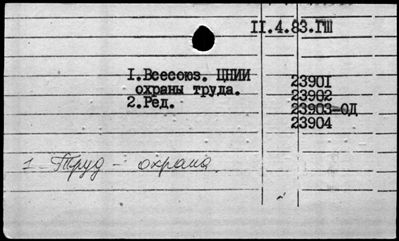 II.4.83.ГШ
I.Всесоюз. ЦНИИ
охраны труда.
2.Ред.
23901
23902
23903-ОД
23904
1 Труд - охрана.